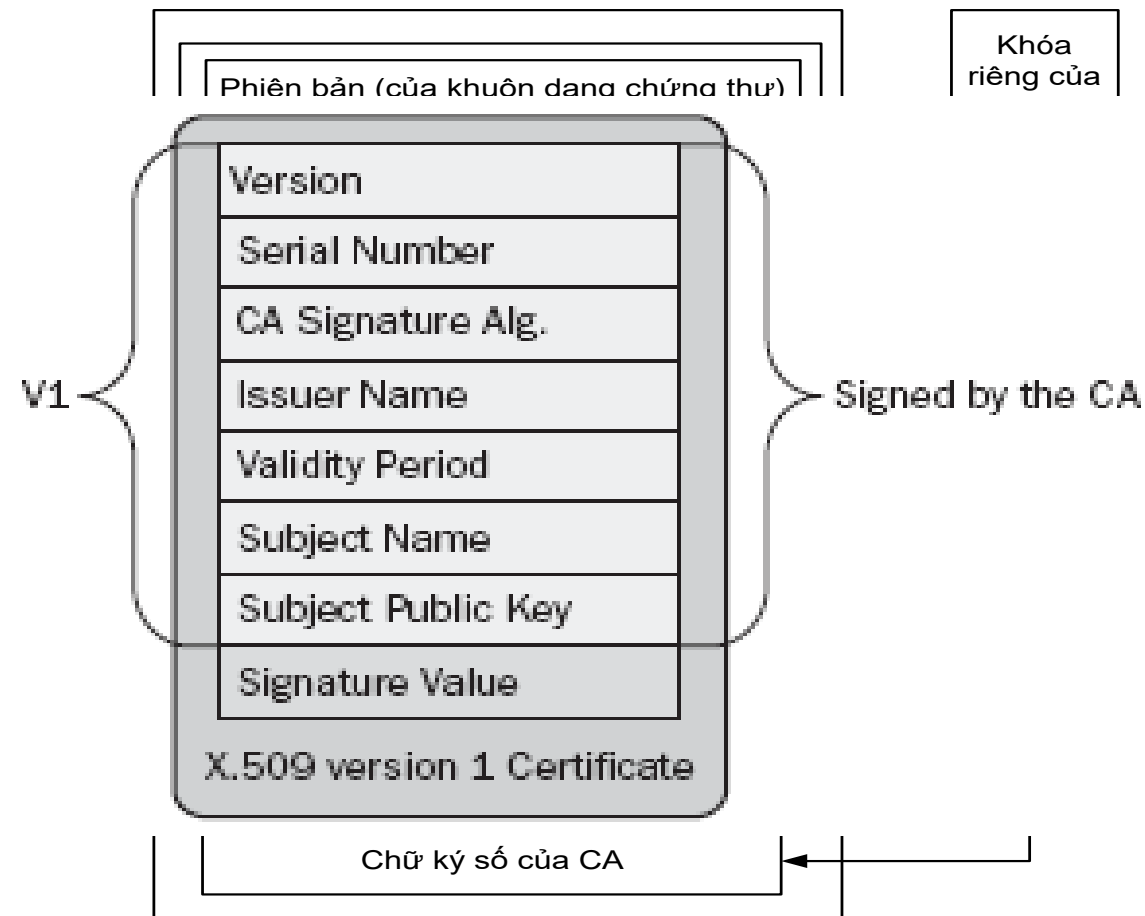 Khóa
riêng của
Phiên bản (của khuôn dạng chứng thư)
Version
Serial Number
CA Signature Alg.
V1
Issuer Name
Signed by the CA
Validity Period
Subject Name
Subject Public Key
Signature Value
X.509 version 1 Certificate
Chữ ký số của CA